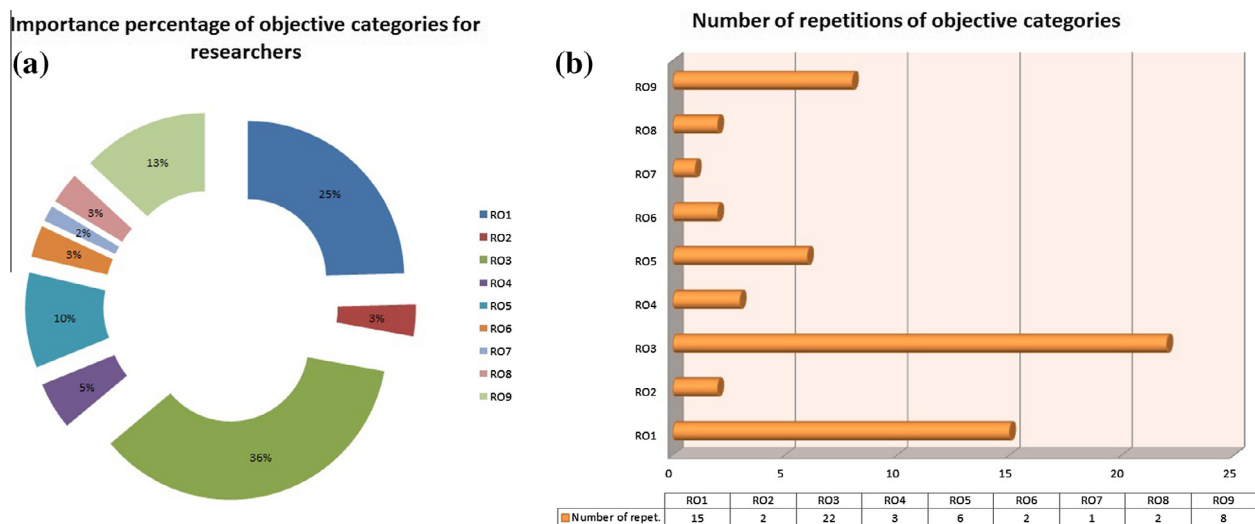 Importance percentage of objective categories for
researchers
(a)
25%
3%
36%
5%
10%
3%
2%
3%
13%
RO1
RO2
RO3
RO4
RO5
RO6
RO7
RO8
RO9
Number of repetitions of objective categories
(b)
RO9
RO8
RO7
RO6
RO5
RO4
RO3
RO2
RO1
0 5 10 15 20 25
RO1 RO2 RO3 RO4 RO5 RO6 RO7 RO8 RO9
Number of repet. 15 2 22 3 6 2 1 2 8